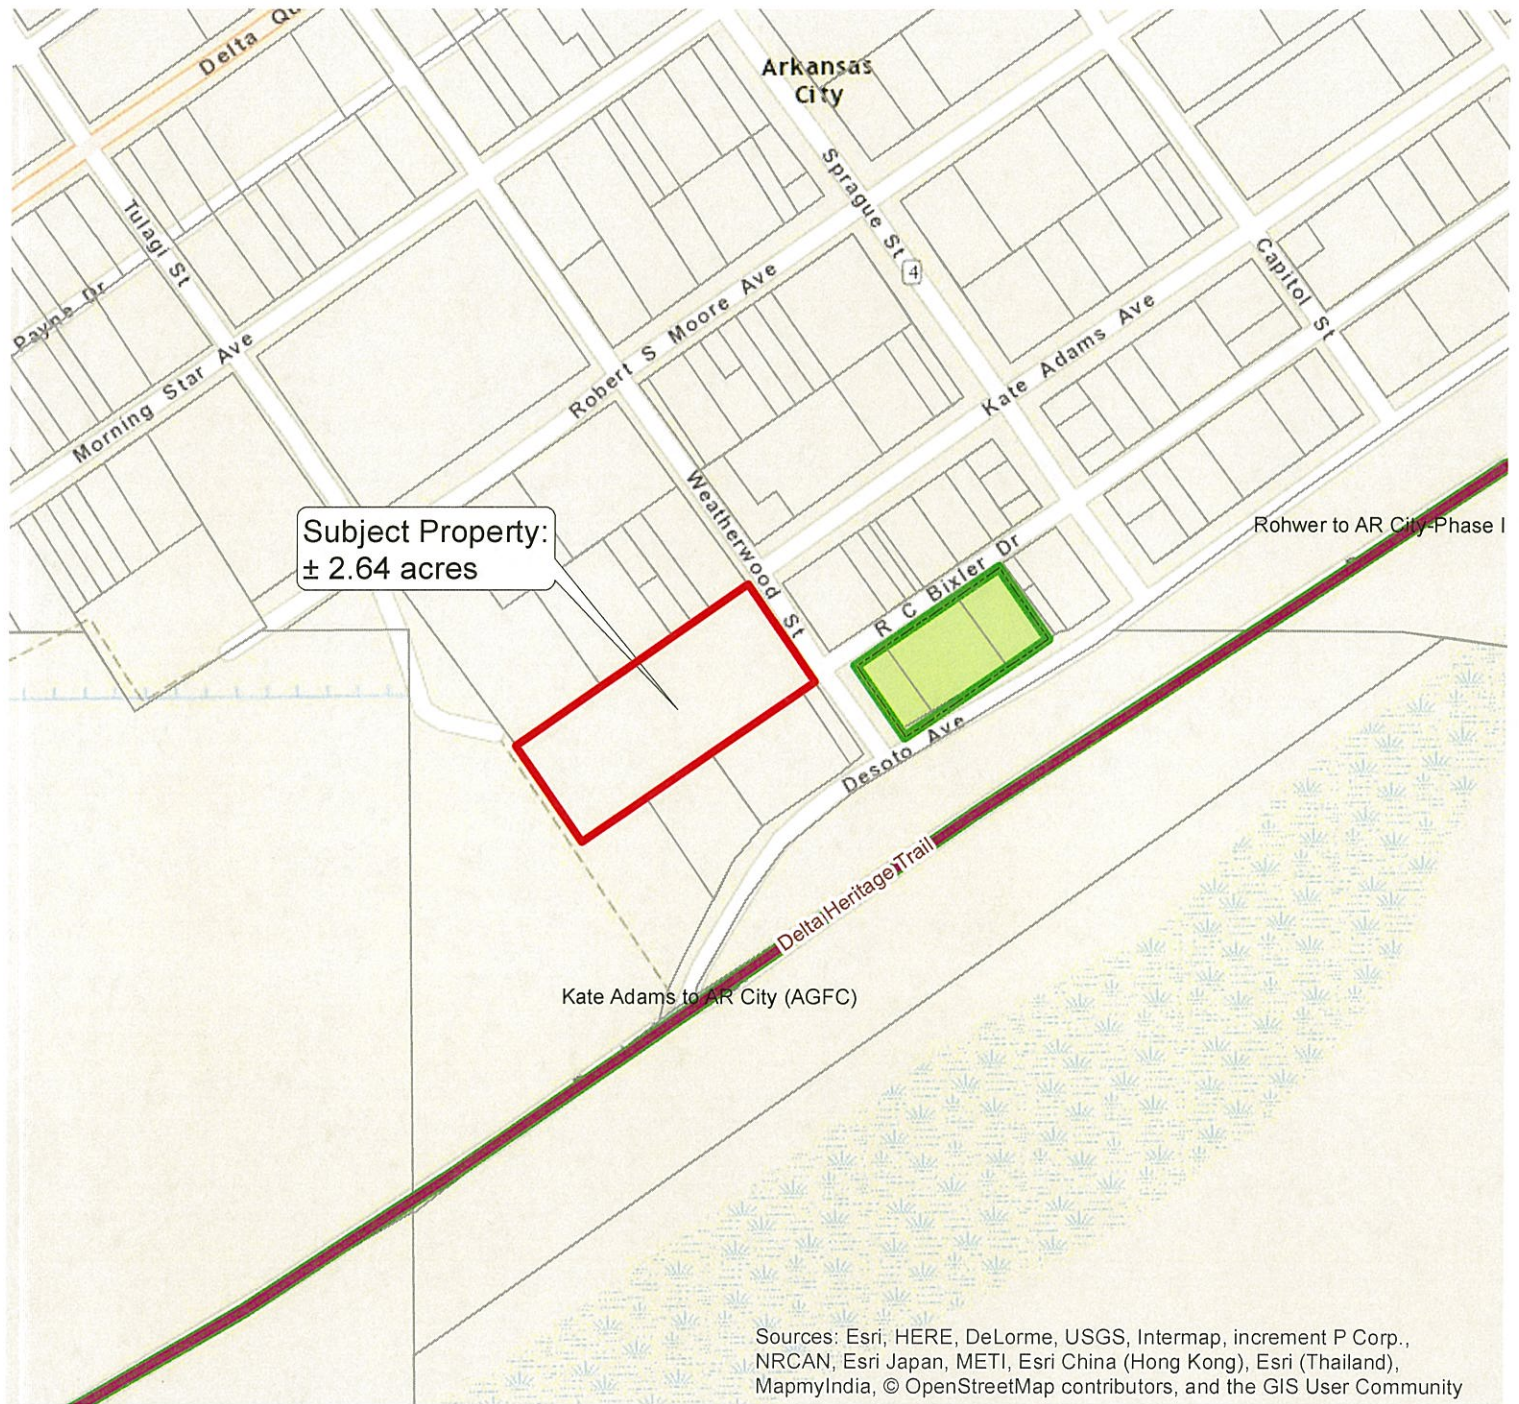 Delta Qu
Arkansas
City
Tulagi St
Sprague St
4
Capitol St
Payne Dr
Morning Star Ave
Robert S Moore Ave
Kate Adams Ave
Weatherwood St
Subject Property:
± 2.64 acres
R C Bixler Dr
Rohwer to AR City-Phase I
Desoto Ave
Delta Heritage Trail
Kate Adams to AR City (AGFC)
Sources: Esri, HERE, DeLorme, USGS, Intermap, increment P Corp.,
NRCAN, Esri Japan, METI, Esri China (Hong Kong), Esri (Thailand),
MapmyIndia, © OpenStreetMap contributors, and the GIS User Community